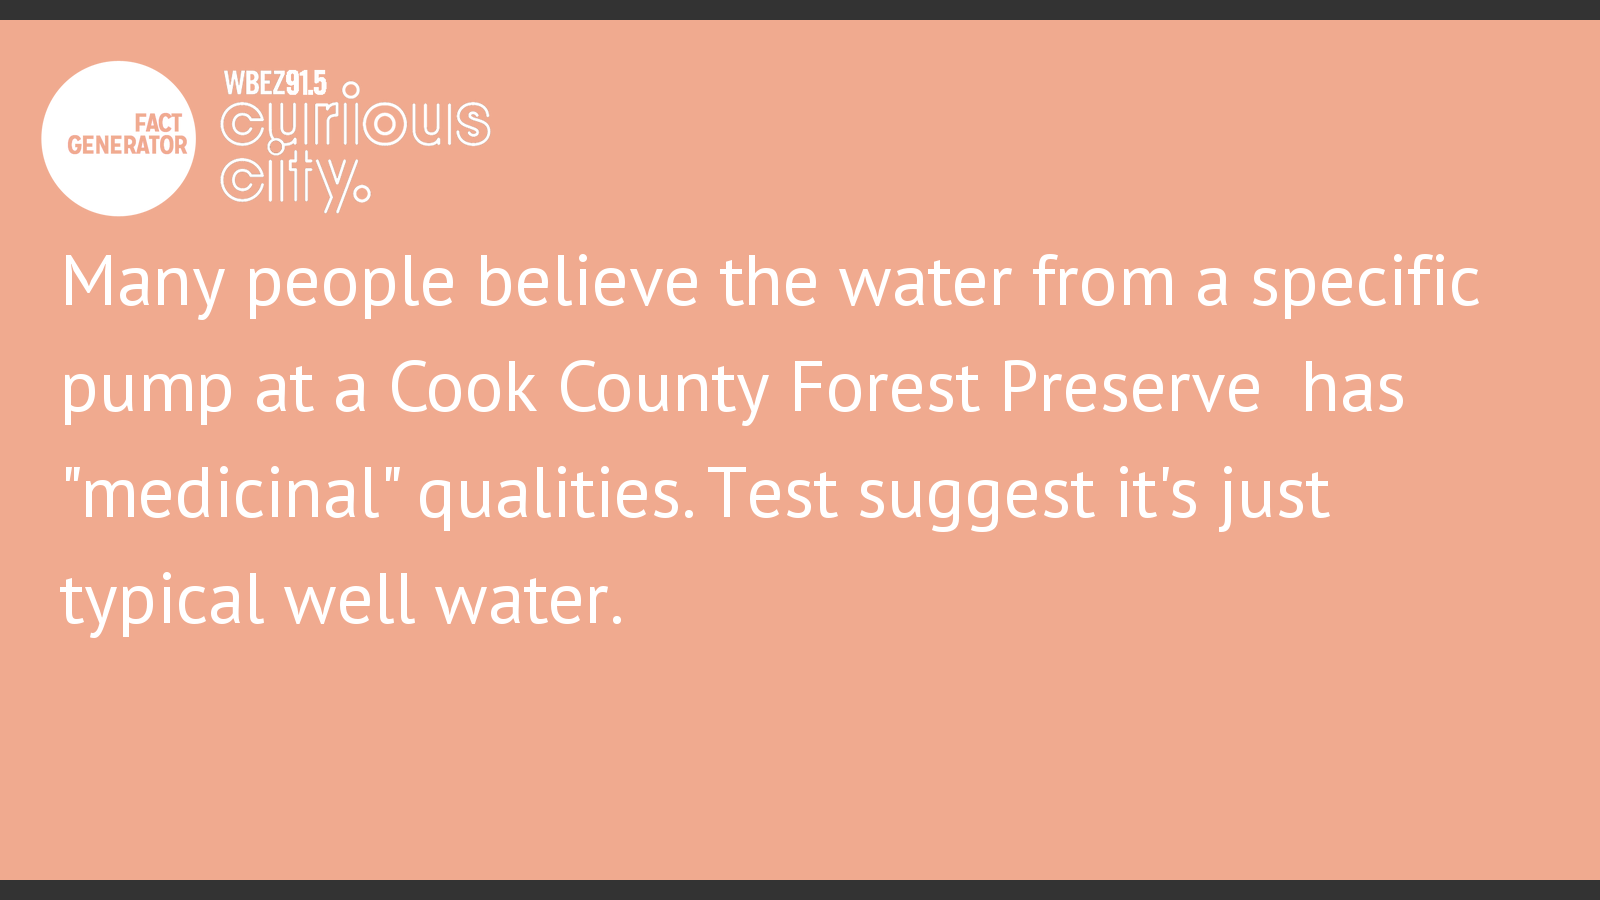 FACT
GENERATOR
WBEZ91.5
curious
city.
Many people believe the water from a specific
pump at a Cook County Forest Preserve  has
"medicinal" qualities. Test suggest it's just
typical well water.